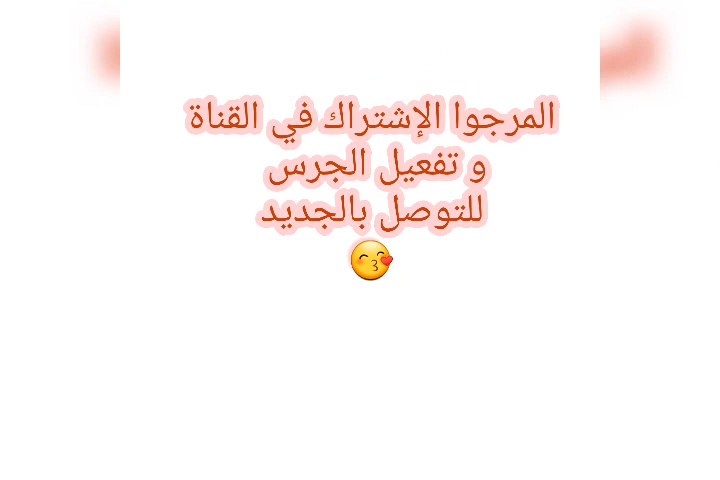 المرجوا الإشتراك في القناة
و تفعيل الجرس
للتوصل بالجديد
😘